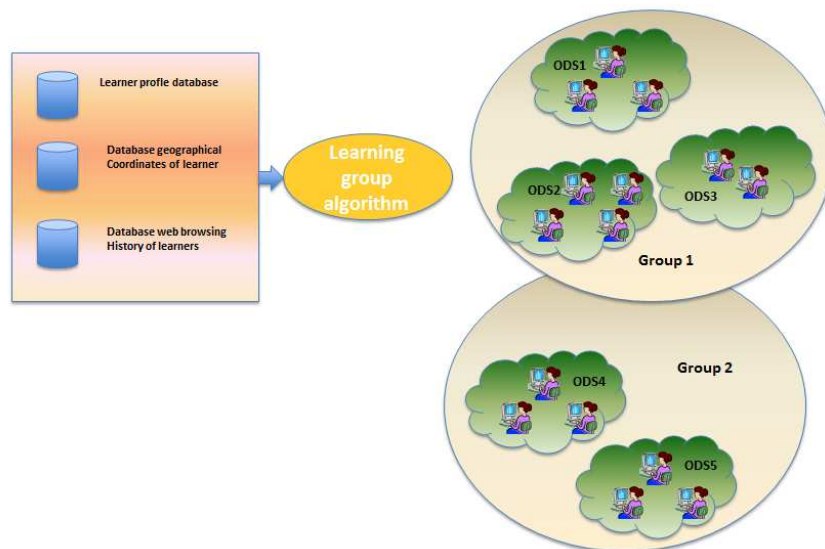 Learner profle database
Database geographical
Coordinates of learner
Database web browsing
History of learners
Learning
group
algorithm
ODS1
ODS2
ODS3
Group 1
ODS4
Group 2
ODS5